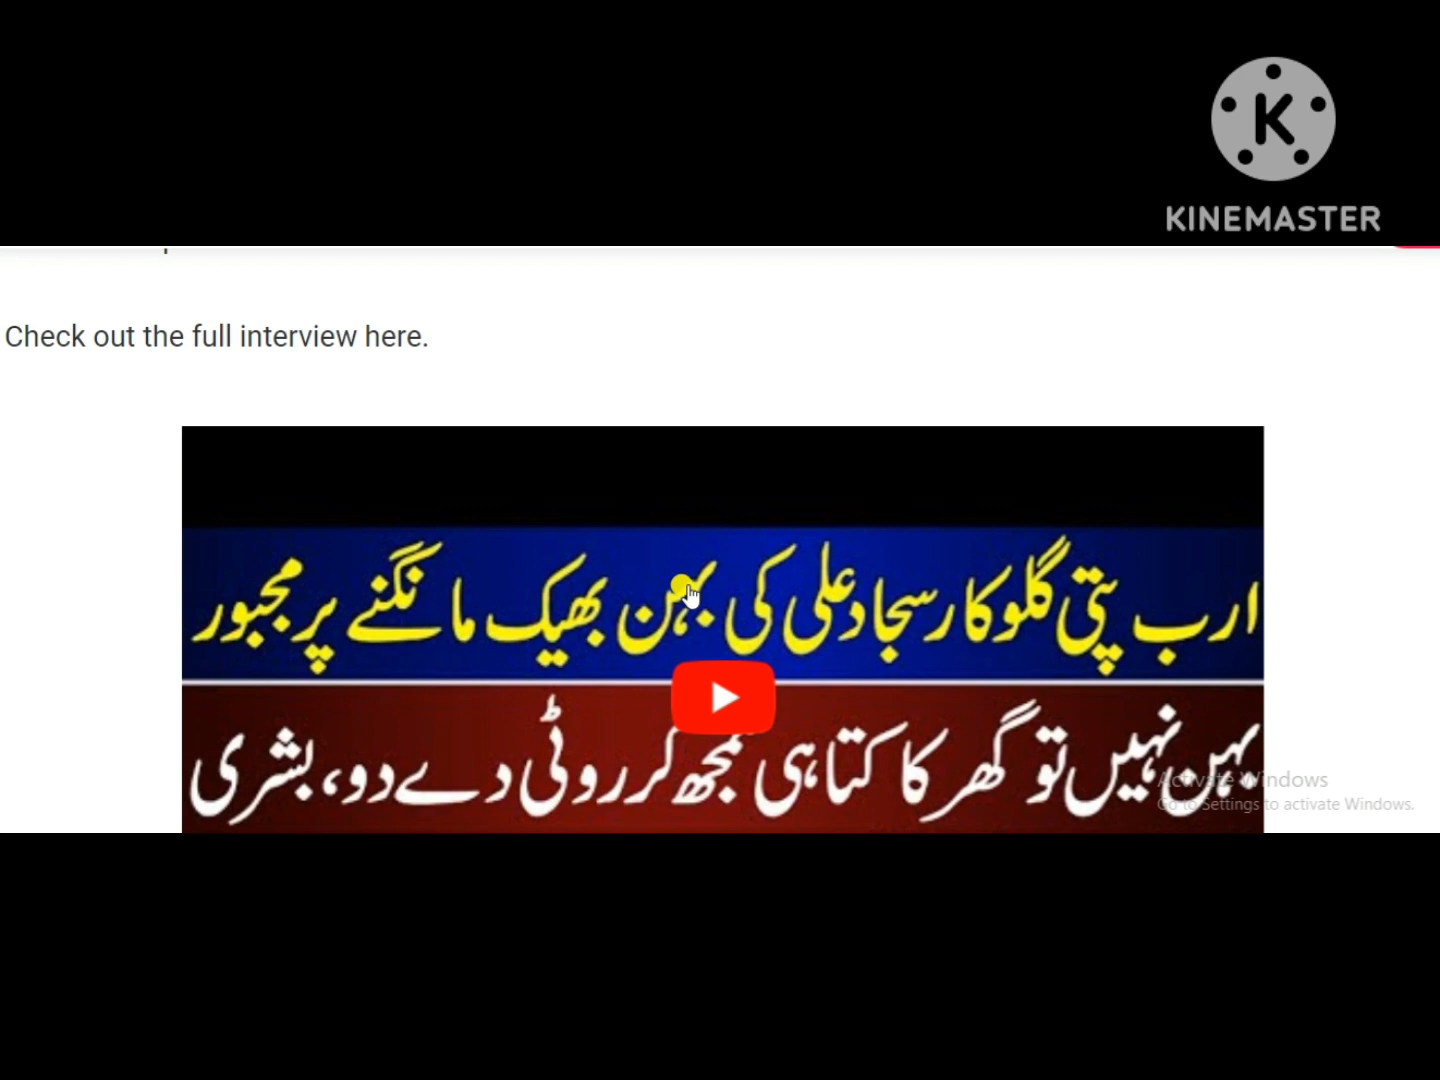 KINEMASTER
Check out the full interview here.
ارب پتی گلوکار سجاد علی کی بہن بھیک مانگنے پر مجبور
بہن نہیں تو گھر کا کتا ہی سمجھ کر روٹی دے دو، بشری
Activate Windows
Go to Settings to activate Windows.